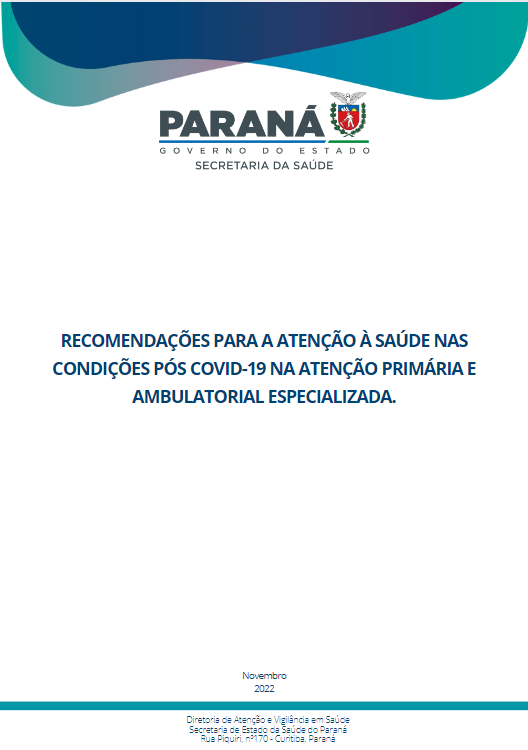 PARANÁ
GOVERNO DO ESTADO
SECRETARIA DA SAÚDE
RECOMENDAÇÕES PARA A ATENÇÃO À SAÚDE NAS
CONDIÇÕES PÓS COVID-19 NA ATENÇÃO PRIMÁRIA E
AMBULATORIAL ESPECIALIZADA.
Novembro
2022
Diretoria de Atenção e Vigilância em Saúde
Secretaria de Estado da Saúde do Paraná
Rua Piquiri, nº170 - Curitiba, Paraná